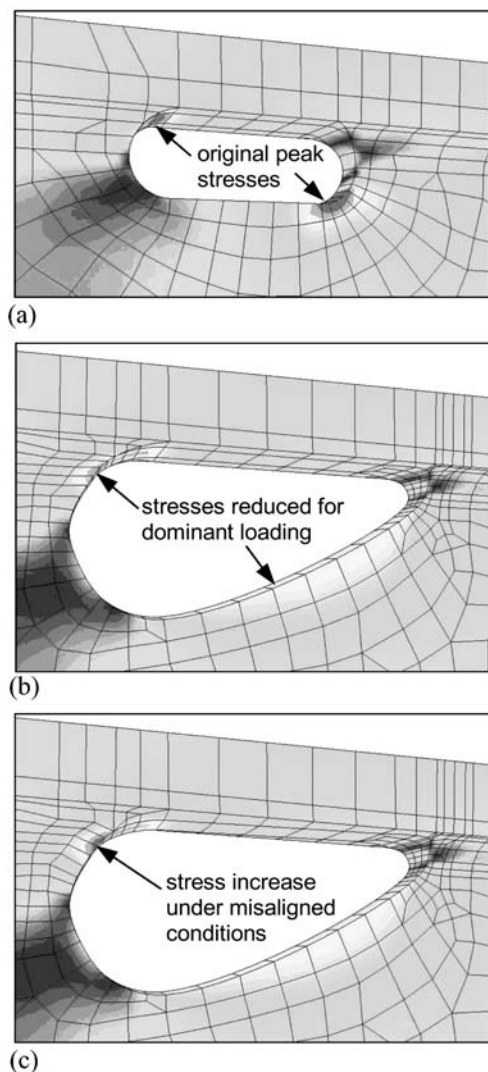 original peak
stresses
(a)
stresses reduced for
dominant loading
(b)
stress increase
under misaligned
conditions
(c)